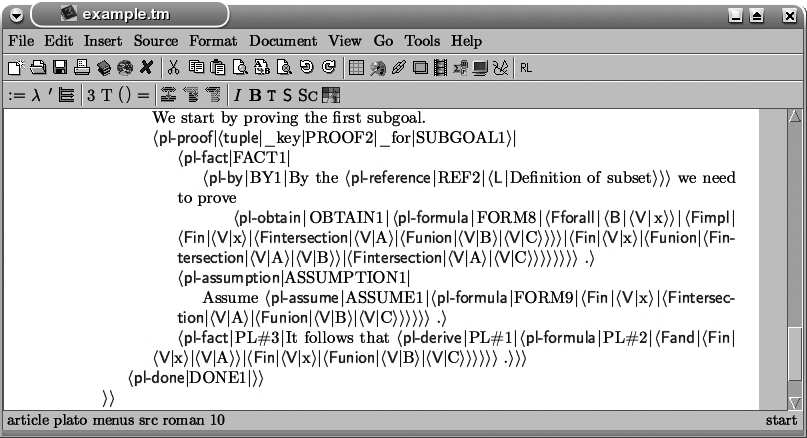 example.tm
File Edit Insert Source Format Document View Go Tools Help
RL
:= λ ′ 3 T () = I B T S SC
We start by proving the first subgoal.
⟨pl-proof|⟨tuple|_key|PROOF2|_for|SUBGOAL1⟩|
⟨pl-fact|FACT1|
⟨pl-by|BY1|By the ⟨pl-reference|REF2|⟨L|Definition of subset⟩⟩⟩ we need
to prove
⟨pl-obtain|OBTAIN1|⟨pl-formula|FORM8|⟨Fforall|⟨B|⟨V|x⟩⟩|⟨Fimpl|
⟨Fin|⟨V|x⟩|⟨Fintersection|⟨V|A⟩|⟨Funion|⟨V|B⟩|⟨V|C⟩⟩⟩⟩|⟨Fin|⟨V|x⟩|⟨Funion|⟨Fin-
tersection|⟨V|A⟩|⟨V|B⟩⟩|⟨Fintersection|⟨V|A⟩|⟨V|C⟩⟩⟩⟩⟩⟩⟩⟩ .⟩
⟨pl-assumption|ASSUMPTION1|
Assume ⟨pl-assume|ASSUME1|⟨pl-formula|FORM9|⟨Fin|⟨V|x⟩|⟨Fintersec-
tion|⟨V|A⟩|⟨Funion|⟨V|B⟩|⟨V|C⟩⟩⟩⟩⟩⟩ .⟩
⟨pl-fact|PL#3|It follows that ⟨pl-derive|PL#1|⟨pl-formula|PL#2|⟨Fand|⟨Fin|
⟨V|x⟩|⟨V|A⟩⟩|⟨Fin|⟨V|x⟩|⟨Funion|⟨V|B⟩|⟨V|C⟩⟩⟩⟩⟩⟩ .⟩⟩⟩
⟨pl-done|DONE1|⟩⟩
⟩⟩
article plato menus src roman 10 start